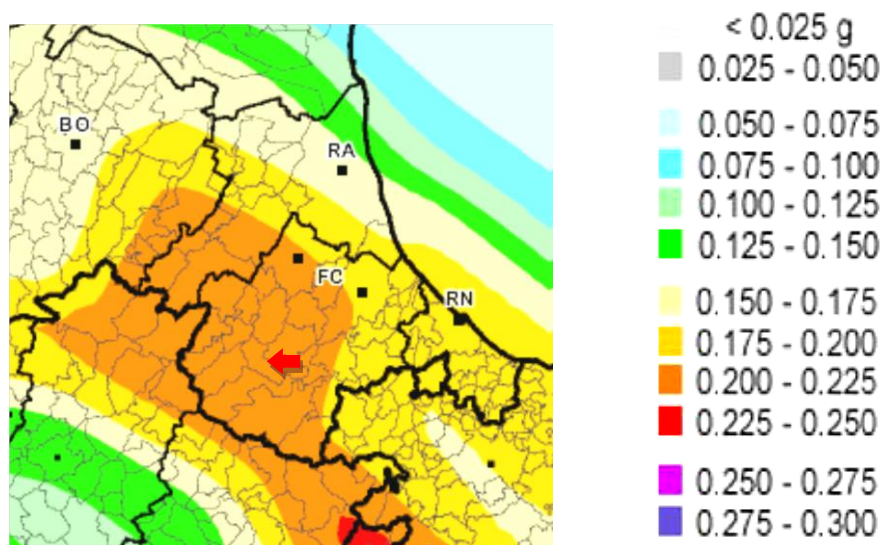 BO
RA
FC
RN
< 0.025 g
0.025 - 0.050
0.050 - 0.075
0.075 - 0.100
0.100 - 0.125
0.125 - 0.150
0.150 - 0.175
0.175 - 0.200
0.200 - 0.225
0.225 - 0.250
0.250 - 0.275
0.275 - 0.300